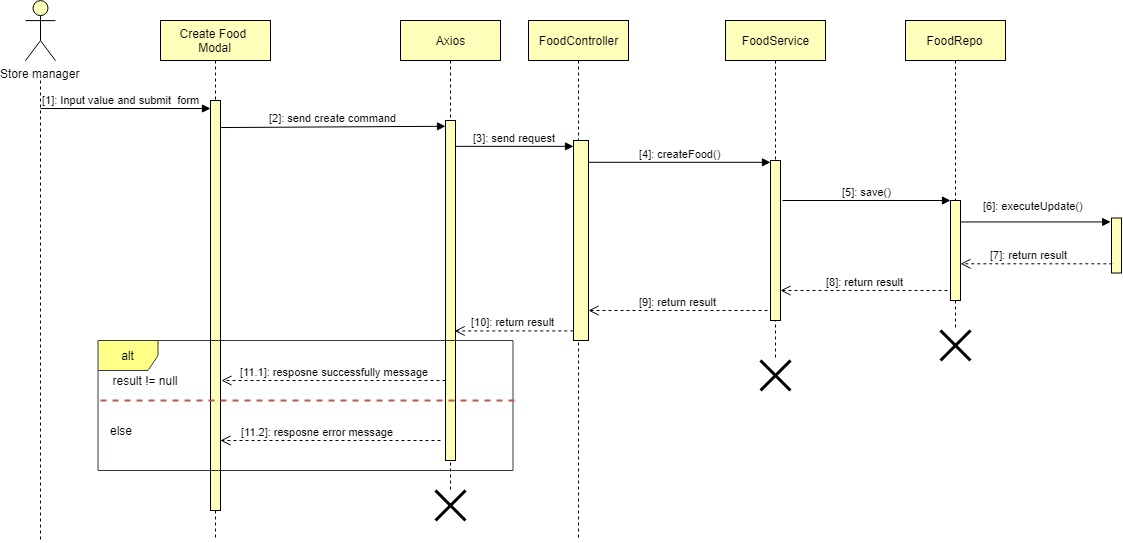 Create Food
Modal
Axios
FoodController
FoodService
FoodRepo
Store manager
[1]: Input value and submit  form
[2]: send create command
[3]: send request
[4]: createFood()
[5]: save()
[6]: executeUpdate()
[7]: return result
[8]: return result
[9]: return result
[10]: return result
alt
result != null
[11.1]: resposne successfully message
else
[11.2]: resposne error message